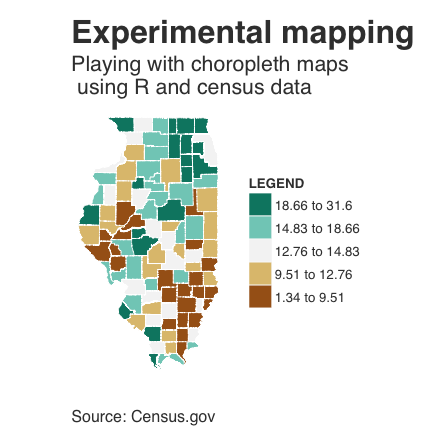 Experimental mapping
Playing with choropleth maps
using R and census data
LEGEND
18.66 to 31.6
14.83 to 18.66
12.76 to 14.83
9.51 to 12.76
1.34 to 9.51
Source: Census.gov